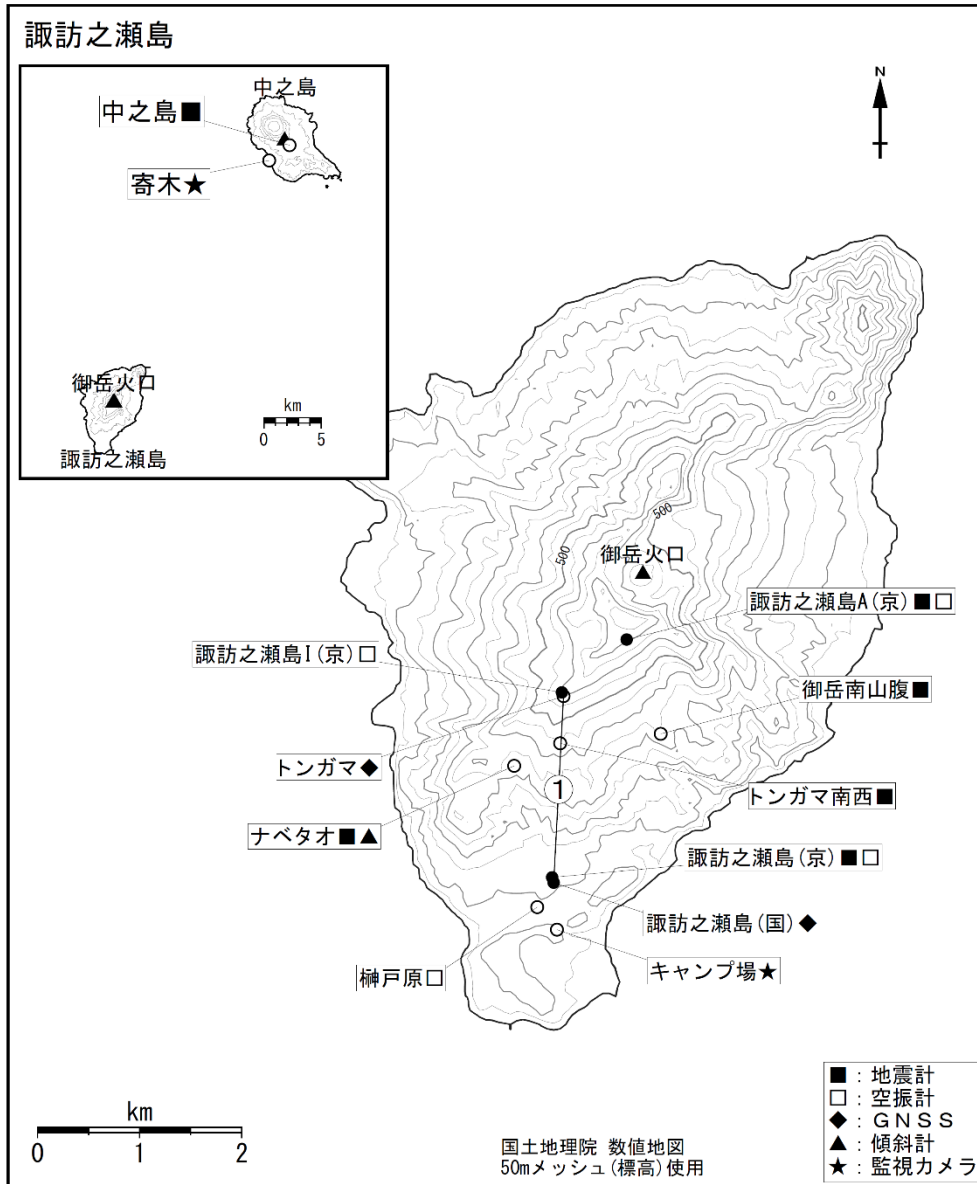 諏訪之瀬島
中之島
中之島■
寄木★
御岳火口
諏訪之瀬島
km
0 5
N
500
500
御岳火口
諏訪之瀬島A(京)■□
諏訪之瀬島I(京)□
御岳南山腹■
トンガマ◆
トンガマ南西■
①
ナベタオ■▲
諏訪之瀬島(京)■□
諏訪之瀬島(国)◆
榊戸原□
キャンプ場★
km
0 1 2
国土地理院 数値地図
50mメッシュ(標高)使用
■:地震計
□:空振計
◆:GNSS
▲:傾斜計
★:監視カメラ